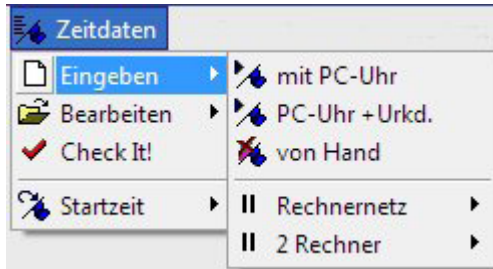 Zeitdaten
Eingeben
Bearbeiten
Check It!
Startzeit
mit PC-Uhr
PC-Uhr +Urkd.
von Hand
Rechnernetz
2 Rechner